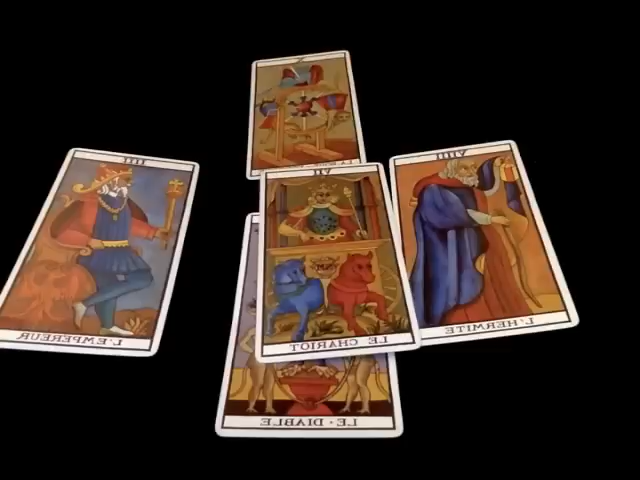 X
VII
VIIII
IIII
L'EMPEREUR
LE CHARIOT
L'HERMITE
LE·DIABLE